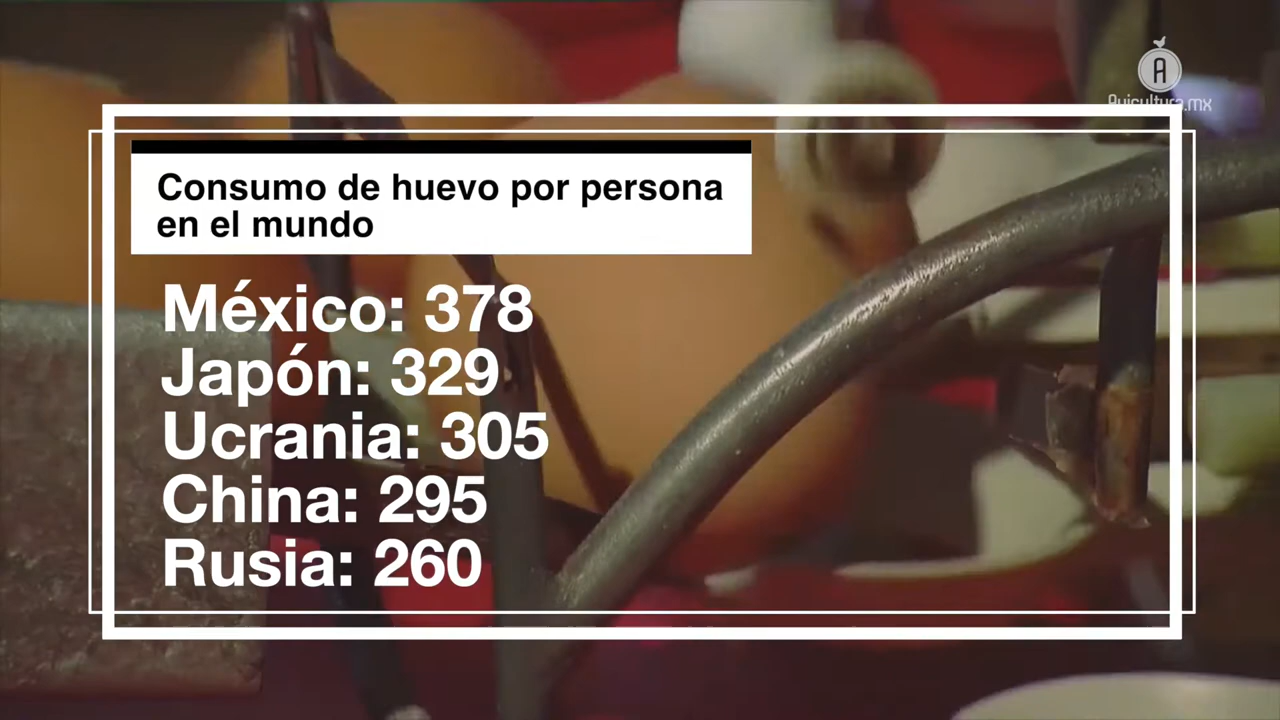 A
Avicultura.mx
Consumo de huevo por persona
en el mundo
México: 378
Japón: 329
Ucrania: 305
China: 295
Rusia: 260